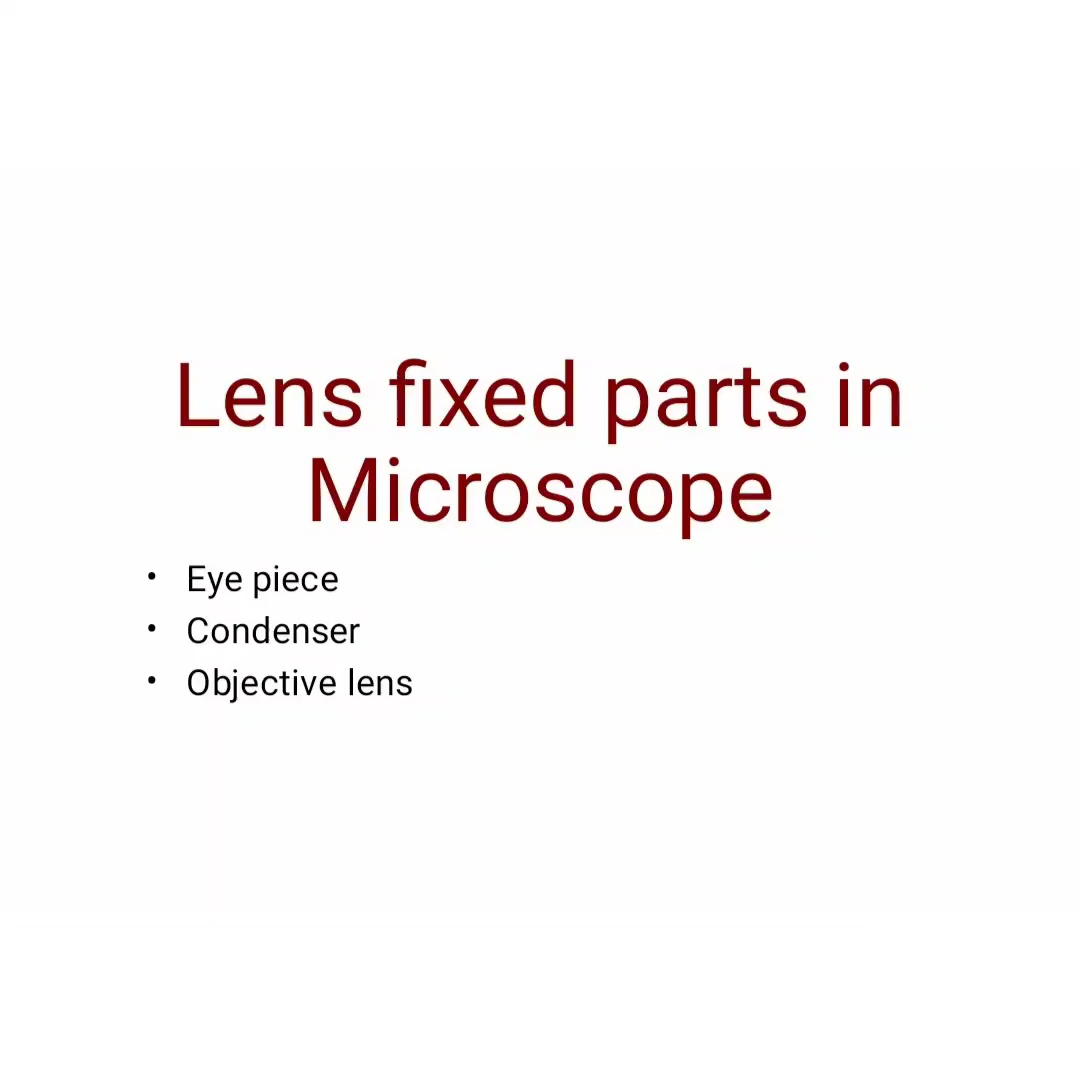 Lens fixed parts in
Microscope
• Eye piece
• Condenser
• Objective lens